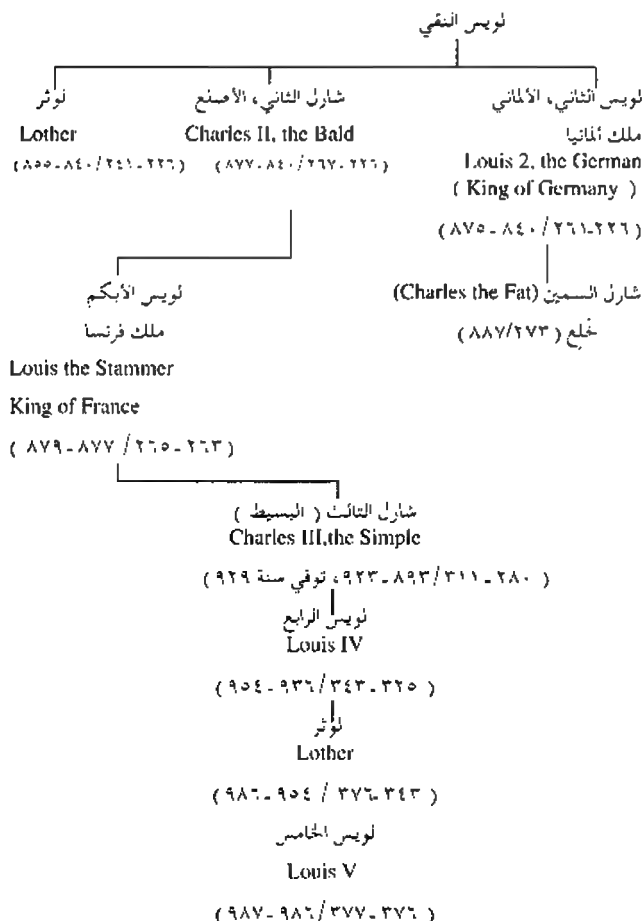 لويس التقي
لويس الثاني، الألماني
ملك ألمانيا
Louis 2, the German
( King of Germany )
(٢٢٦-٢٦١/ ٨٤٠-٨٧٥)
شارل الثاني، الأصلع
Charles II, the Bald
(٢٢٦-٢٦٧/ ٨٤٠-٨٧٧)
لوثر
Lother
(٢٢٦-٢٤١/ ٨٤٠-٨٥٥)
شارل السمين (Charles the Fat)
خُلِع ( ٢٧٣/ ٨٨٧ )
لويس الأبكم
ملك فرنسا
Louis the Stammer
King of France
( ٢٦٣-٢٦٥/ ٨٧٧-٨٧٩ )
شارل الثالث ( البسيط )
Charles III,the Simple
( ٢٨٠-٣١١/ ٨٩٣-٩٢٣، توفي سنة ٩٢٩)
لويس الرابع
Louis IV
( ٣٢٥-٣٤٣/ ٩٣٦-٩٥٤ )
لوثر
Lother
( ٣٤٣-٣٧٦ / ٩٥٤-٩٨٦ )
لويس الخامس
Louis V
( ٣٧٦-٣٧٧/ ٩٨٦-٩٨٧ )